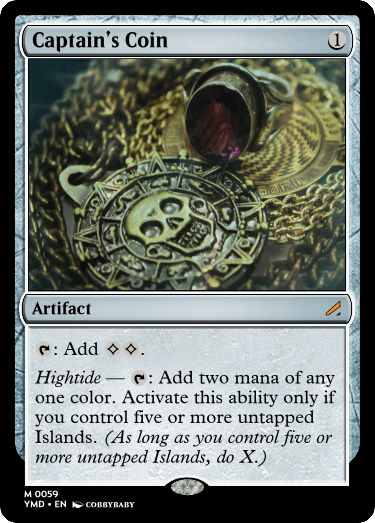 Captain's Coin 1
Artifact
: Add .
Hightide — : Add two mana of any
one color. Activate this ability only if
you control five or more untapped
Islands. (As long as you control five or
more untapped Islands, do X.)
M 0059
YMD • EN COBBYBABY